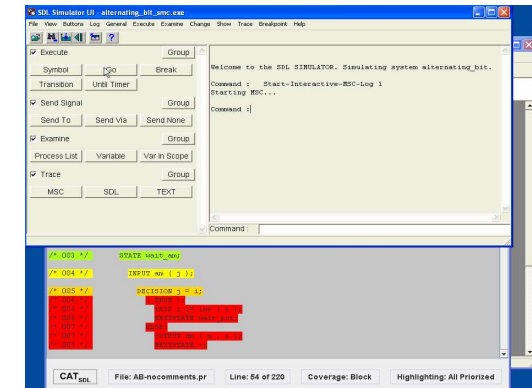 SDL Simulator UI - alternating_bit_smc.exe
File View Buttons Log General Execute Examine Change Show Trace Breakpoint Help
Execute Group
Symbol Go Break
Transition Until Timer
Send Signal Group
Send To Send Via Send None
Examine Group
Process List Variable Var in Scope
Trace Group
MSC SDL TEXT
Welcome to the SDL SIMULATOR. Simulating system alternating_bit.
Command : Start-Interactive-MSC-Log 1
Starting MSC...
Command :
Command :
/* 003 */ STATE wait_am;
/* 004 */ INPUT am ( j );
/* 005 */ DECISION j = i;
CAT SDL File: AB-nocomments.pr Line: 54 of 220 Coverage: Block Highlighting: All Priorized